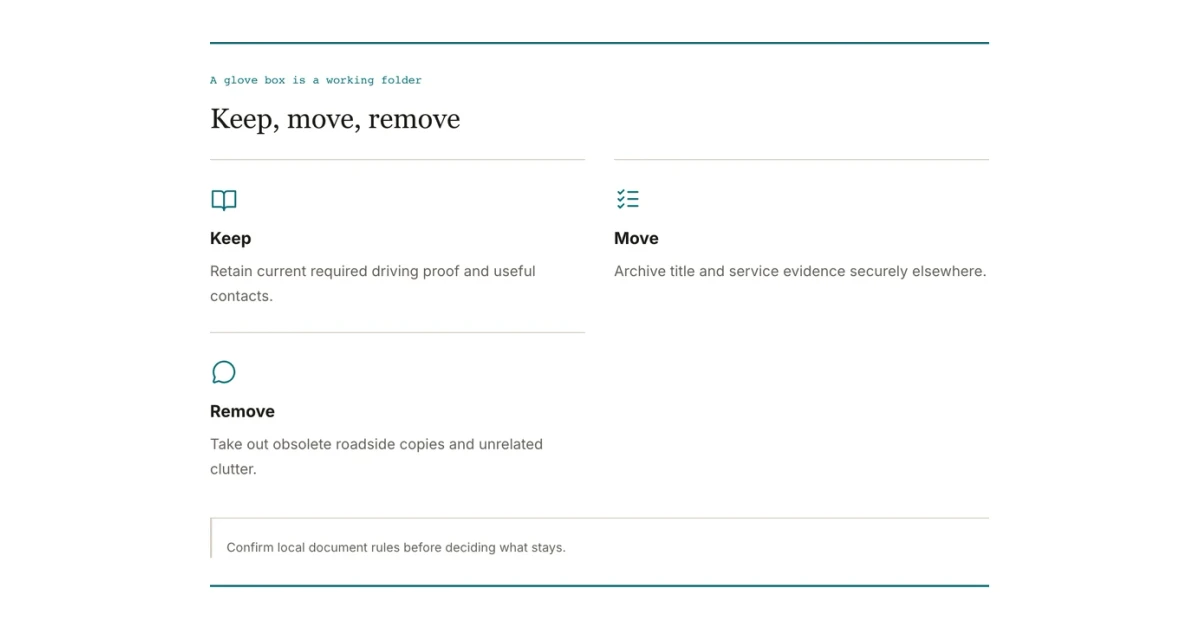 A glove box is a working folder
Keep, move, remove
Keep
Retain current required driving proof and useful
contacts.
Move
Archive title and service evidence securely elsewhere.
Remove
Take out obsolete roadside copies and unrelated
clutter.
Confirm local document rules before deciding what stays.